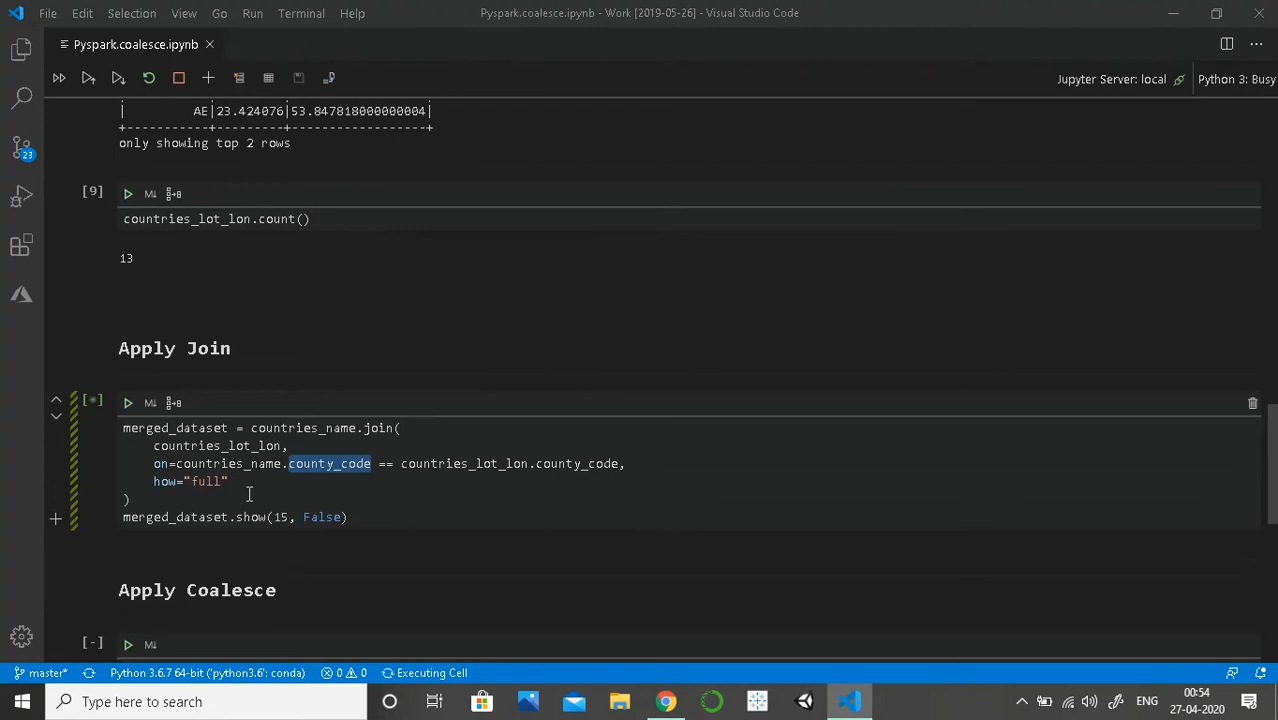 File Edit Selection View Go Run Terminal Help
Pyspark.coalesce.ipynb - Work [2019-05-26] - Visual Studio Code
Pyspark.coalesce.ipynb
Jupyter Server: local
Python 3: Busy
| AE|23.424076|53.847818000000004|
+-----------+---------+------------------+
only showing top 2 rows
[9]
M↓
countries_lot_lon.count()
13
Apply Join
[*]
M↓
merged_dataset = countries_name.join(
countries_lot_lon,
on=countries_name.county_code == countries_lot_lon.county_code,
how="full"
)
merged_dataset.show(15, False)
Apply Coalesce
[-]
M↓
23
master*
Python 3.6.7 64-bit ('python3.6': conda)
0
0
Executing Cell
Type here to search
ENG
00:54
27-04-2020